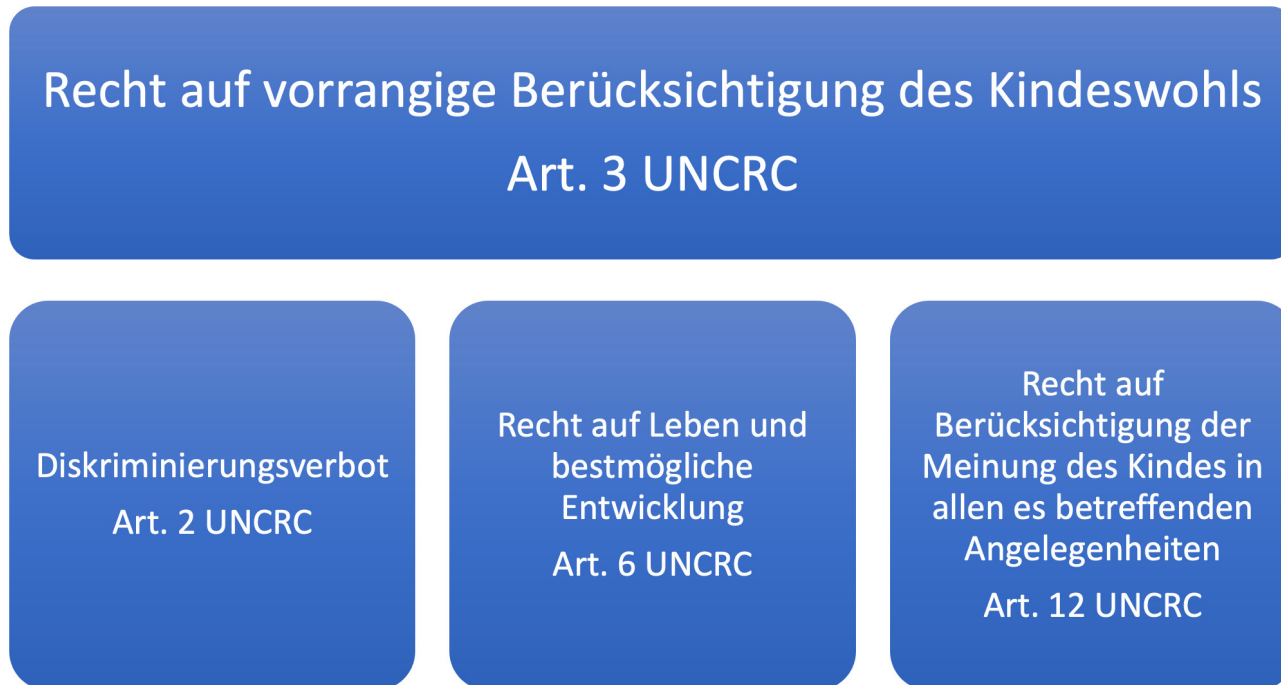 Recht auf vorrangige Berücksichtigung des Kindeswohls
Art. 3 UNCRC
Diskriminierungsverbot
Art. 2 UNCRC
Recht auf Leben und
bestmögliche
Entwicklung
Art. 6 UNCRC
Recht auf
Berücksichtigung der
Meinung des Kindes in
allen es betreffenden
Angelegenheiten
Art. 12 UNCRC